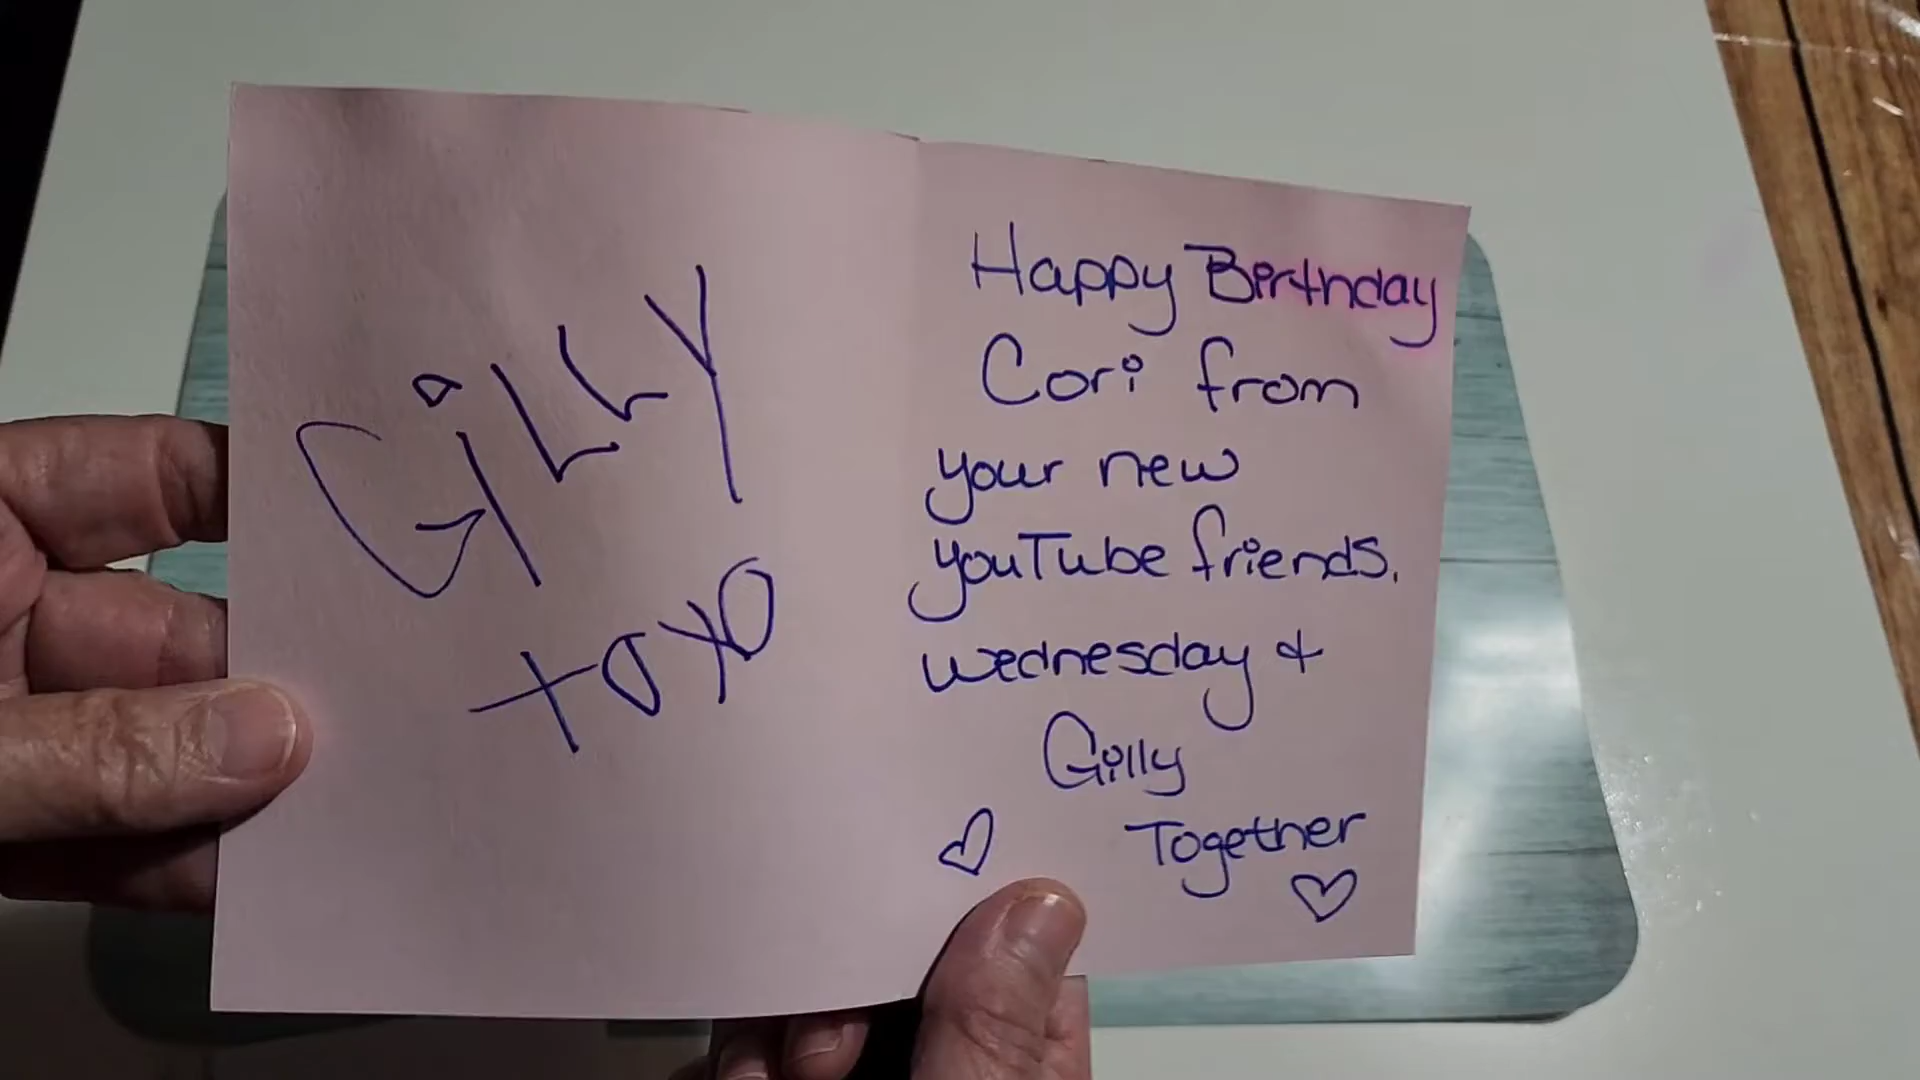 GiLLY
xoxo
Happy Birthday
Cori from
your new
youTube friends.
wednesday &
Gilly
Together